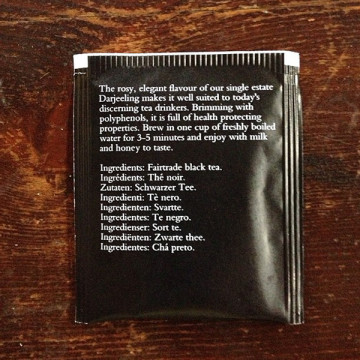 The rosy, elegant flavour of our single estate
Darjeeling makes it well suited to today's
discerning tea drinkers. Brimming with
polyphenols, it is full of health protecting
properties. Brew in one cup of freshly boiled
water for 3-5 minutes and enjoy with milk
and honey to taste.
Ingredients: Fairtrade black tea.
Ingrédients: Thé noir.
Zutaten: Schwarzer Tee.
Ingredienti: Tè nero.
Ingredienser: Svartte.
Ingredientes: Te negro.
Ingredienser: Sort te.
Ingrediënten: Zwarte thee.
Ingredientes: Chá preto.